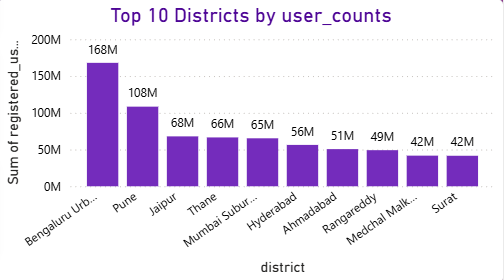 Top 10 Districts by user_counts
Sum of registered_us...
200M
150M
100M
50M
0M
168M
108M
68M
66M
65M
56M
51M
49M
42M
42M
Bengaluru Urb...
Pune
Jaipur
Thane
Mumbai Subur...
Hyderabad
Ahmadabad
Rangareddy
Medchal Malk...
Surat
district